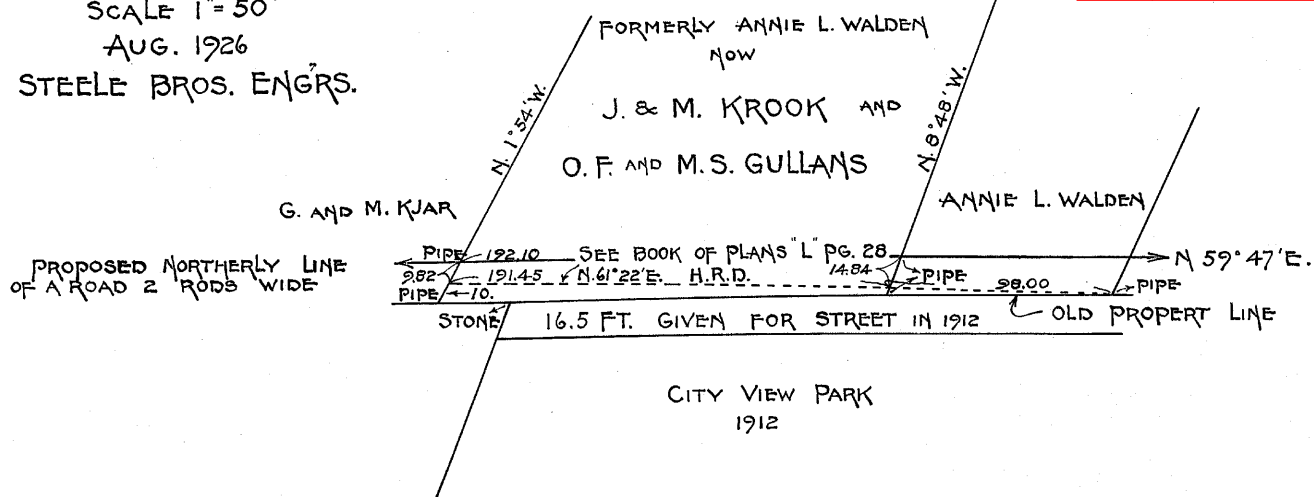 SCALE 1"= 50'
AUG. 1926
STEELE BROS. ENG'RS.
FORMERLY ANNIE L. WALDEN
NOW
J. & M. KROOK AND
O. F. AND M. S. GULLANS
N. 1°54'W.
N. 8°48'W.
G. AND M. KJAR
ANNIE L. WALDEN
PROPOSED NORTHERLY LINE
OF A ROAD 2 RODS WIDE
PIPE 192.10 SEE BOOK OF PLANS "L" PG. 28
N 59°47'E.
9.82 191.45 N.61°22'E. H.R.D. 14.84 PIPE
98.00 PIPE
PIPE 10.
STONE 16.5 FT. GIVEN FOR STREET IN 1912
OLD PROPERT LINE
CITY VIEW PARK
1912